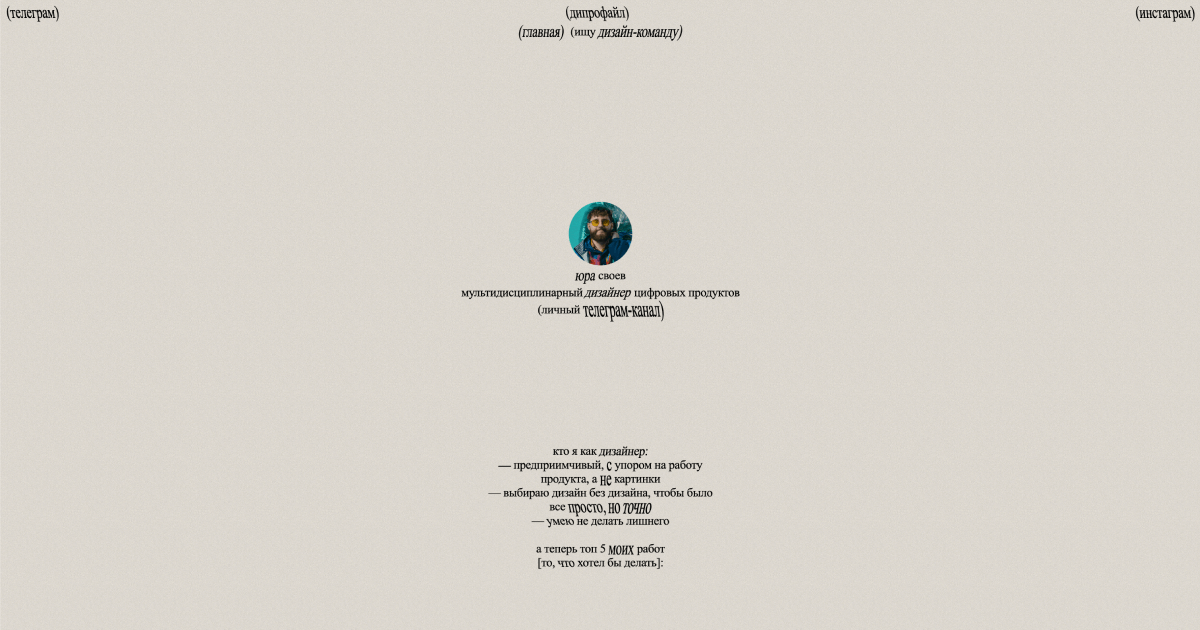 (телеграм)
(дипрофайл)
(инстаграм)
(главная) (ищу дизайн-команду)
юра своев
мультидисциплинарный дизайнер цифровых продуктов
(личный телеграм-канал)
кто я как дизайнер:
— предприимчивый, с упором на работу
продукта, а не картинки
— выбираю дизайн без дизайна, чтобы было
все просто, но точно
— умею не делать лишнего
а теперь топ 5 моих работ
[то, что хотел бы делать]: